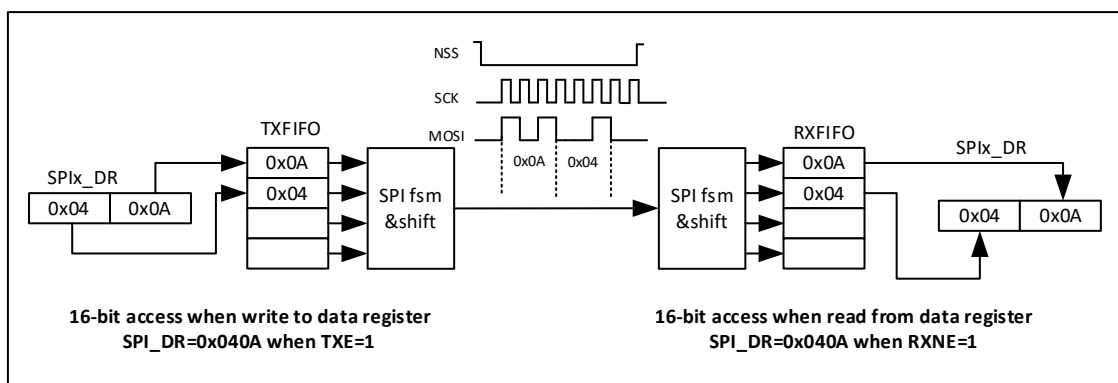 NSS
SCK
MOSI
0x0A
0x04
TXFIFO
0x0A
0x04
SPIx_DR
0x04 0x0A
SPI fsm
&shift
SPI fsm
&shift
RXFIFO
0x0A
0x04
SPIx_DR
0x04 0x0A
16-bit access when write to data register
SPI_DR=0x040A when TXE=1
16-bit access when read from data register
SPI_DR=0x040A when RXNE=1